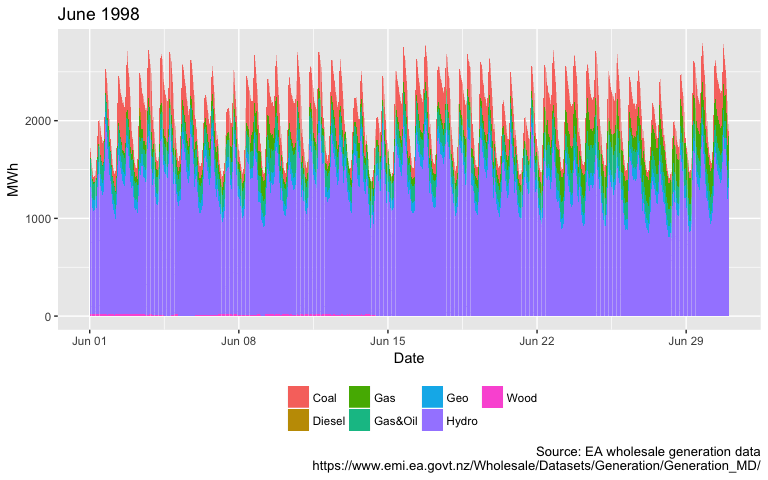 June 1998
MWh
2000
1000
0
Jun 01 Jun 08 Jun 15 Jun 22 Jun 29
Date
Coal Gas Geo Wood
Diesel Gas&Oil Hydro
Source: EA wholesale generation data
https://www.emi.ea.govt.nz/Wholesale/Datasets/Generation/Generation_MD/